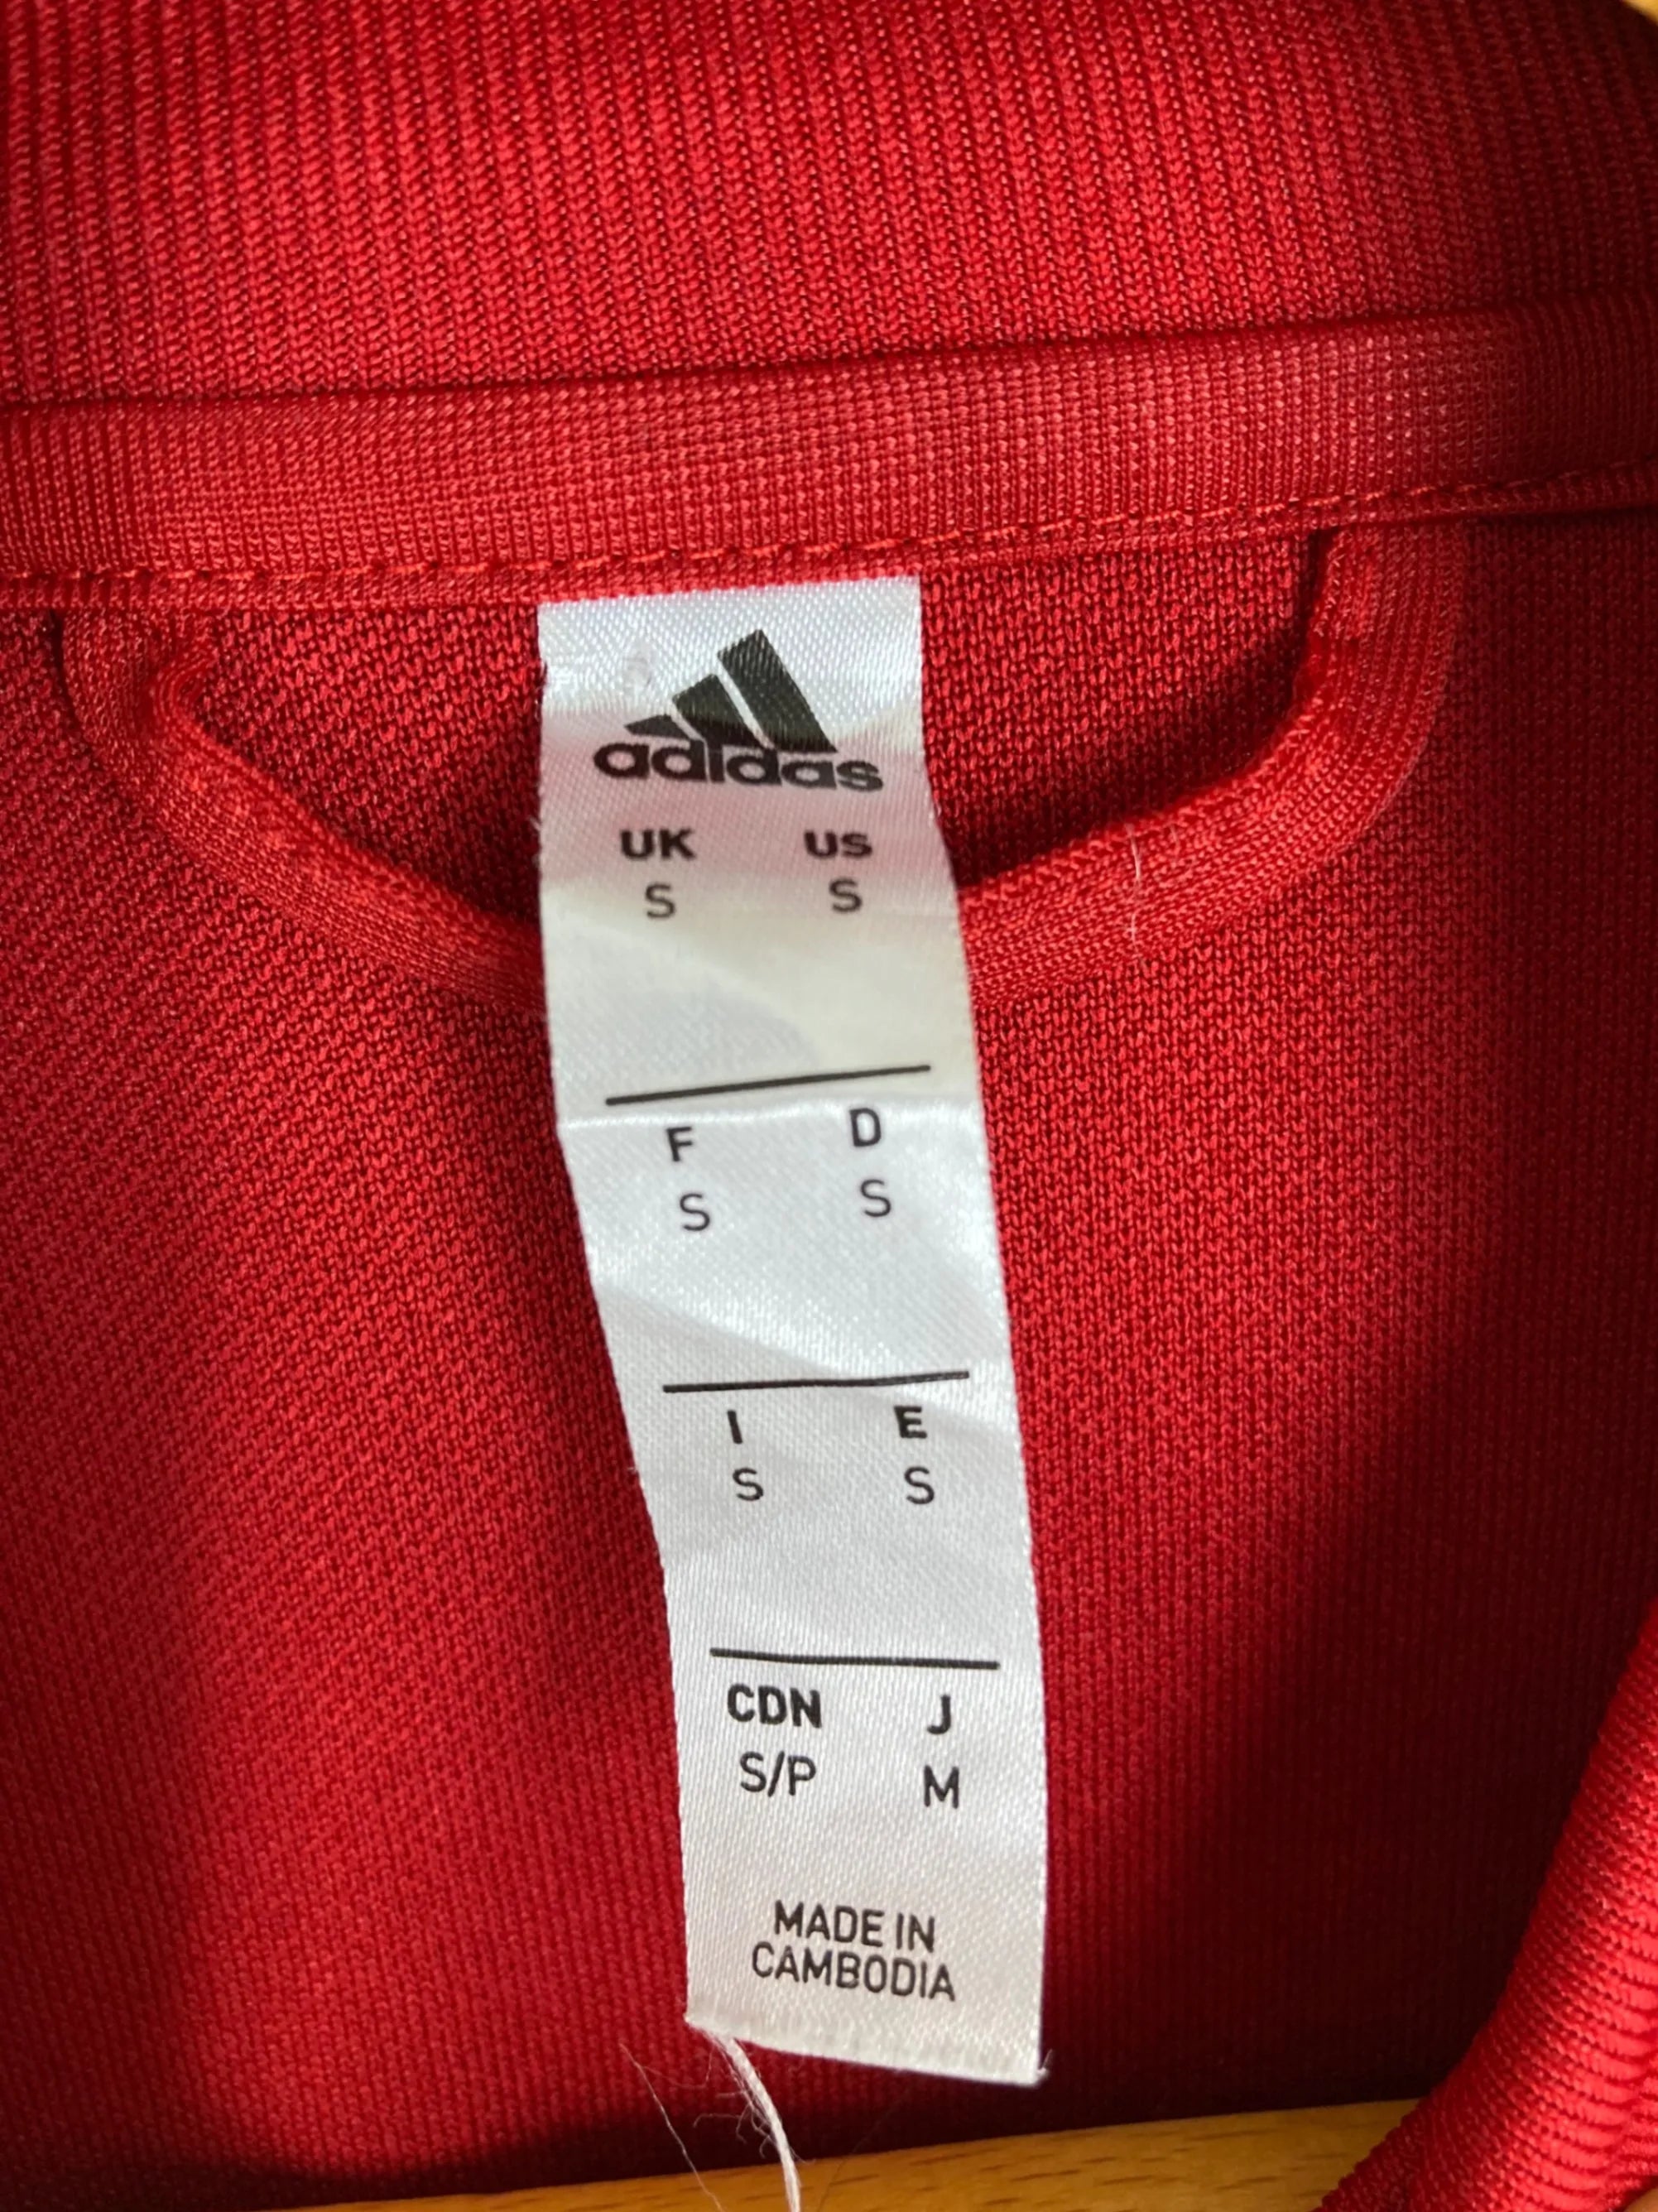 adidas
UK US
S S
F D
S S
I E
S S
CDN J
S/P M
MADE IN
CAMBODIA